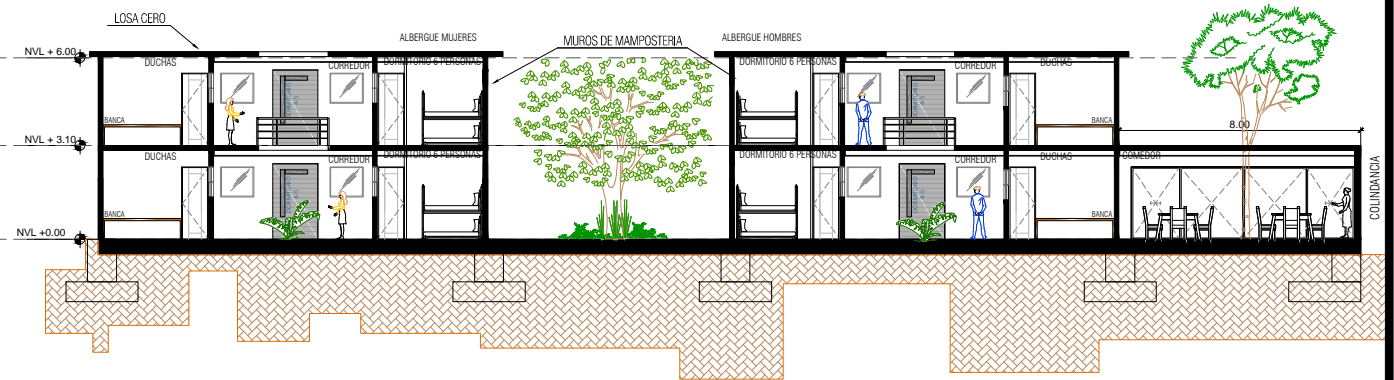 LOSA CERO
ALBERGUE MUJERES
MUROS DE MAMPOSTERIA
ALBERGUE HOMBRES
NVL + 6.00
DUCHAS
CORREDOR
DORMITORIO 6 PERSONAS
DORMITORIO 6 PERSONAS
CORREDOR
DUCHAS
BANCA
BANCA
8.00
NVL + 3.10
DUCHAS
CORREDOR
DORMITORIO 6 PERSONAS
DORMITORIO 6 PERSONAS
CORREDOR
DUCHAS
COMEDOR
COLINDANCIA
BANCA
BANCA
NVL +0.00